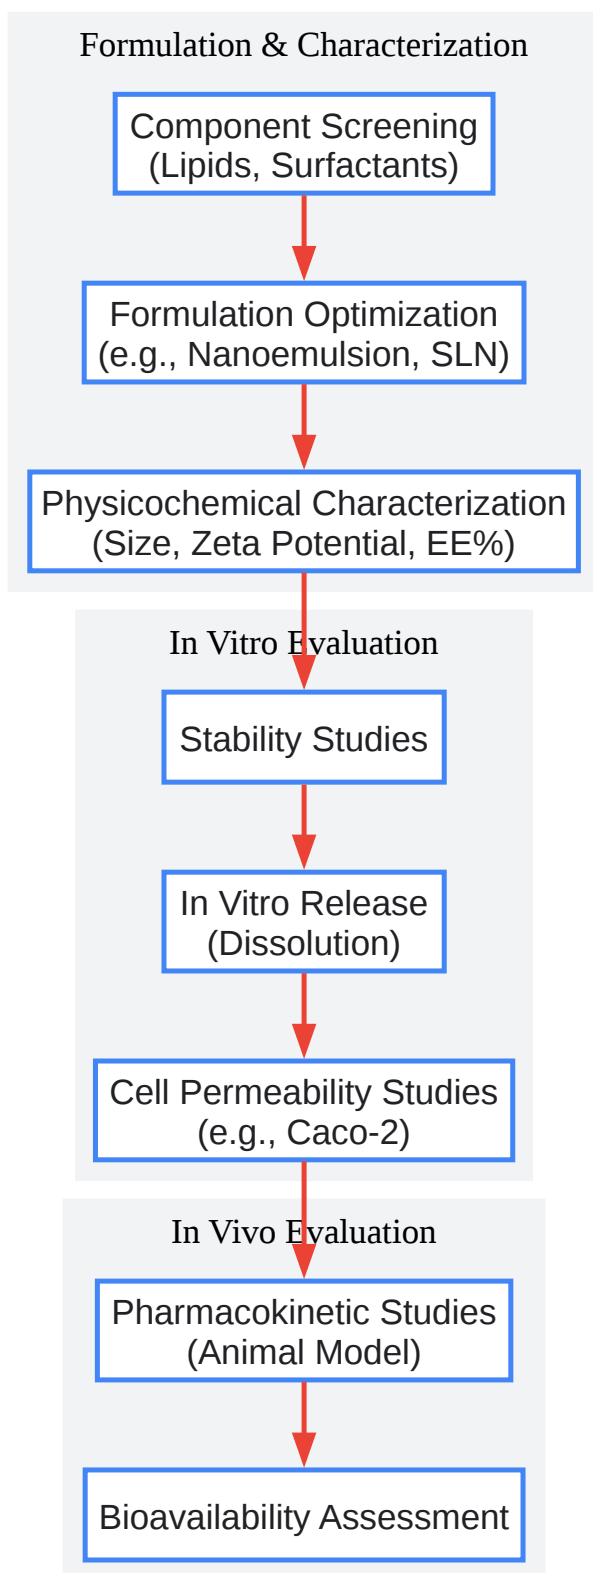 Formulation & Characterization
Component Screening
(Lipids, Surfactants)
Formulation Optimization
(e.g., Nanoemulsion, SLN)
Physicochemical Characterization
(Size, Zeta Potential, EE%)
In Vitro Evaluation
Stability Studies
In Vitro Release
(Dissolution)
Cell Permeability Studies
(e.g., Caco-2)
In Vivo Evaluation
Pharmacokinetic Studies
(Animal Model)
Bioavailability Assessment